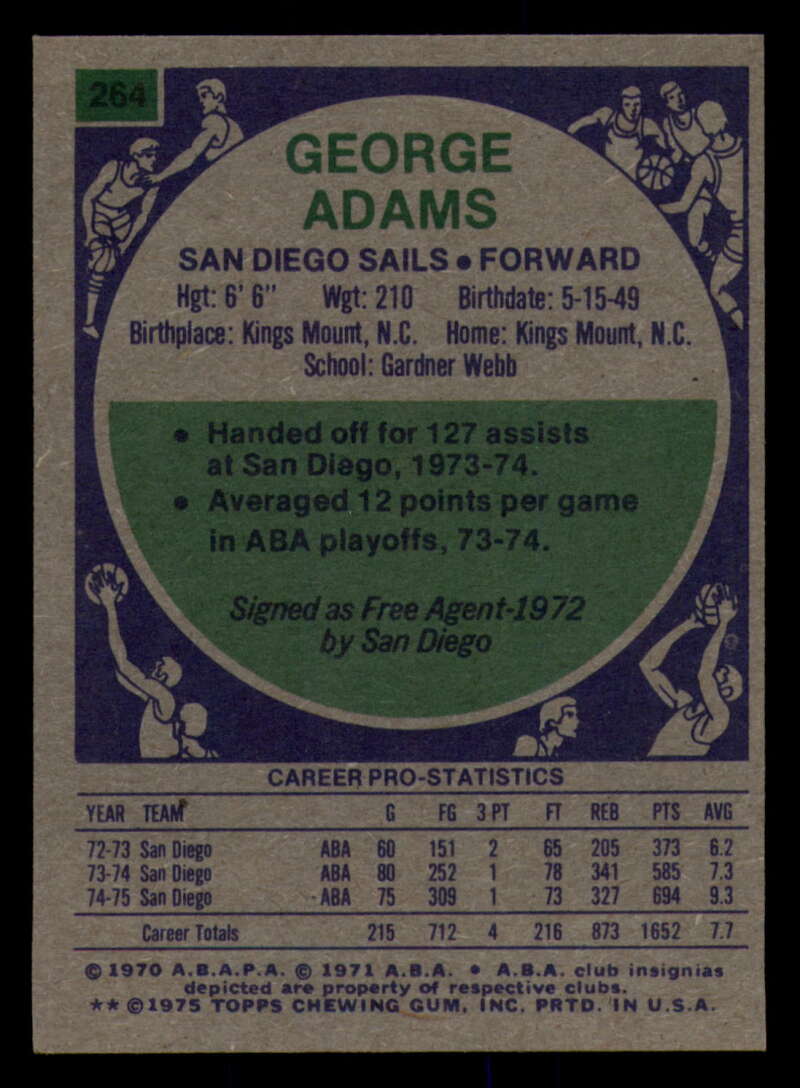 264
GEORGE
ADAMS
SAN DIEGO SAILS • FORWARD
Hgt: 6' 6" Wgt: 210 Birthdate: 5-15-49
Birthplace: Kings Mount, N.C. Home: Kings Mount, N.C.
School: Gardner Webb
• Handed off for 127 assists
at San Diego, 1973-74.
• Averaged 12 points per game
in ABA playoffs, 73-74.
Signed as Free Agent-1972
by San Diego
CAREER PRO-STATISTICS
YEAR TEAM G FG 3 PT FT REB PTS AVG
72-73 San Diego ABA 60 151 2 65 205 373 6.2
73-74 San Diego ABA 80 252 1 78 341 585 7.3
74-75 San Diego ABA 75 309 1 73 327 694 9.3
Career Totals 215 712 4 216 873 1652 7.7
© 1970 A.B.A.P.A. © 1971 A.B.A. • A.B.A. club insignias
depicted are property of respective clubs.
** © 1975 TOPPS CHEWING GUM, INC. PRTD. IN U.S.A.